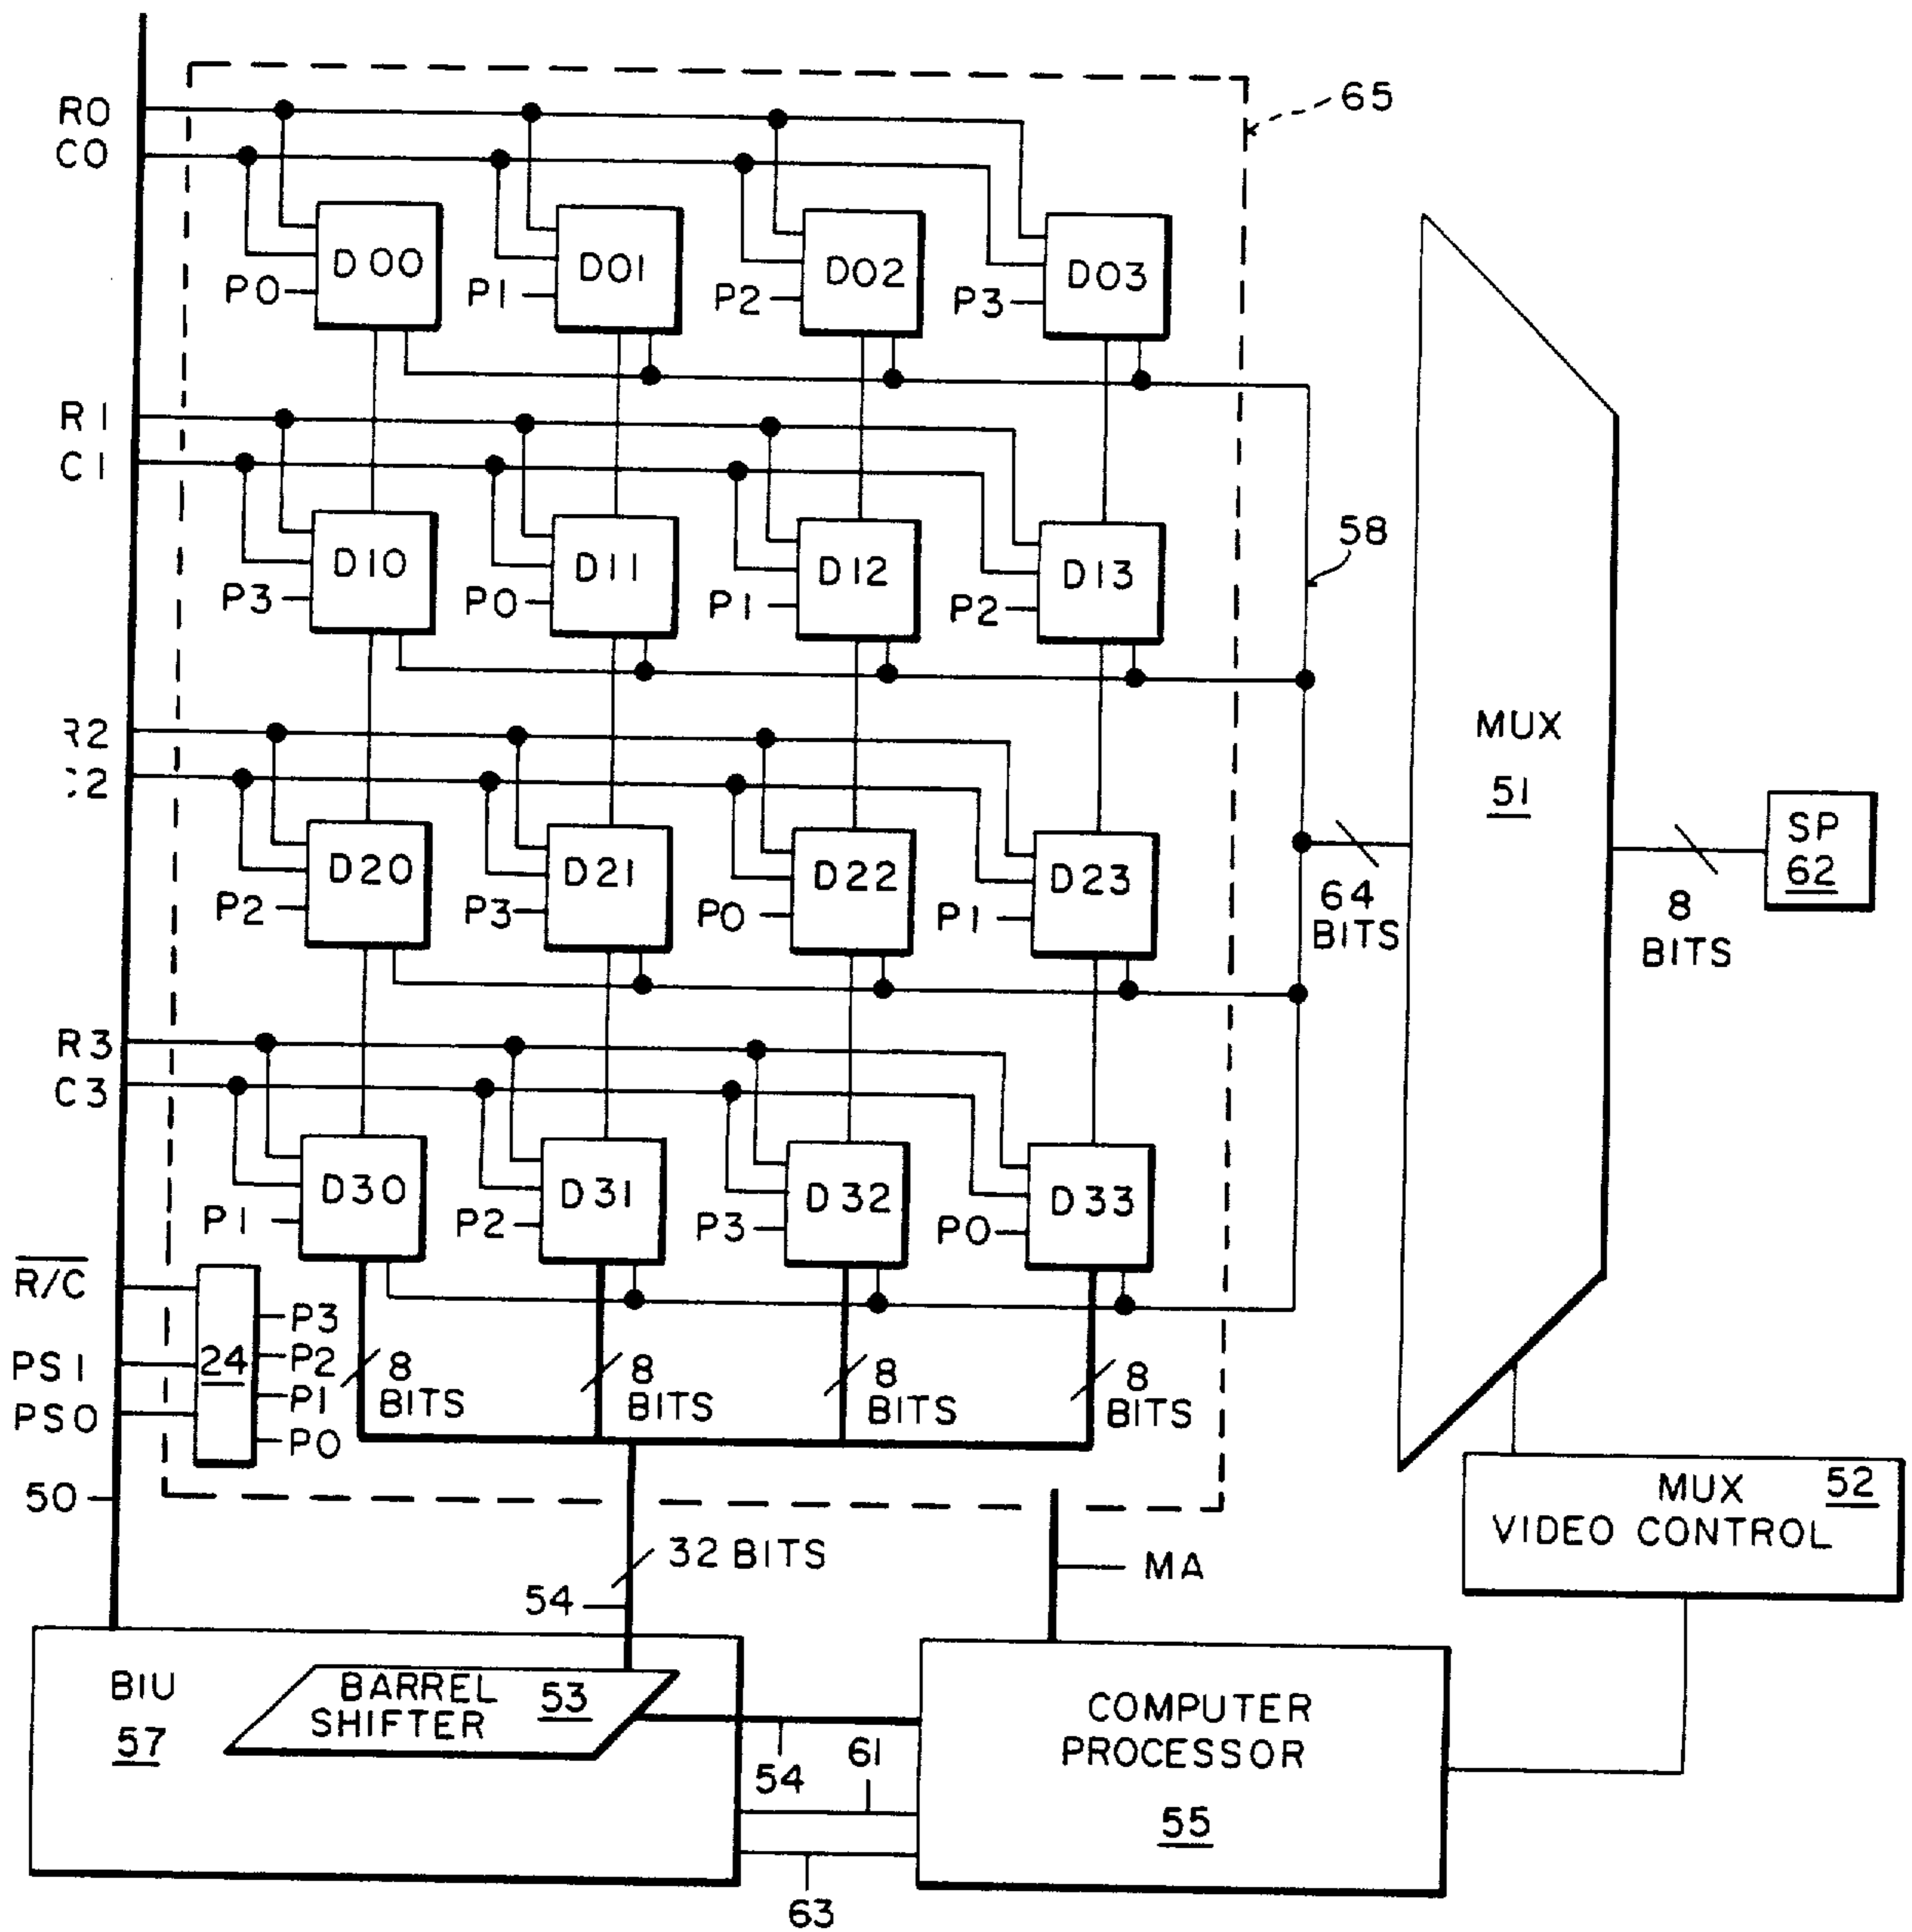 R0
C0
65
D00
D01
D02
D03
P0
P1
P2
P3
R1
C1
58
D10
D11
D12
D13
P3
P0
P1
P2
R2
C2
MUX
51
SP
62
D20
D21
D22
D23
P2
P3
P0
P1
64
BITS
8
BITS
R3
C3
D30
D31
D32
D33
P1
P2
P3
P0
R/C
PS1
PS0
24
P3
P2
P1
P0
8
BITS
8
BITS
8
BITS
8
BITS
50
32 BITS
54
MA
MUX 52
VIDEO CONTROL
BIU
57
BARREL
SHIFTER
53
54
61
63
COMPUTER
PROCESSOR
55